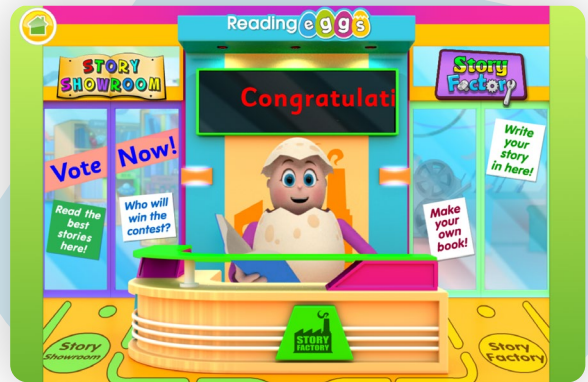 Reading eggs
STORY
SHOWROOM
Story
Factory
Congratulati
Vote Now!
Write
your
story
in here!
Read the
best
stories
here!
Who will
win the
contest?
Make
your
own
book!
STORY
FACTORY
Story
Showroom
Story
Factory